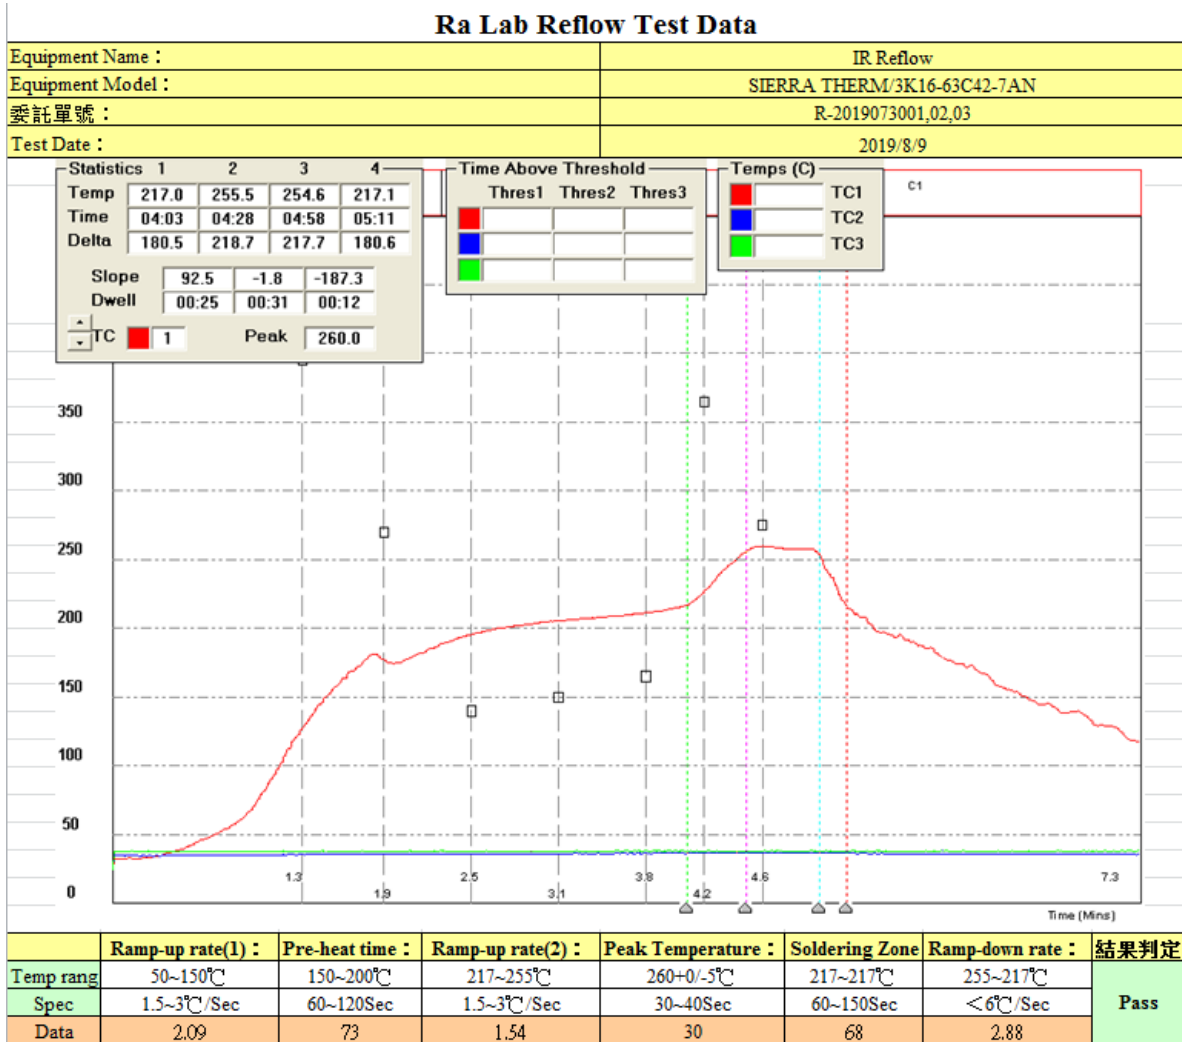 Ra Lab Reflow Test Data
Equipment Name： IR Reflow
Equipment Model： SIERRA THERM/3K16-63C42-7AN
委託單號： R-2019073001,02,03
Test Date： 2019/8/9
Statistics 1 2 3 4
Temp 217.0 255.5 254.6 217.1
Time 04:03 04:28 04:58 05:11
Delta 180.5 218.7 217.7 180.6
Slope 92.5 -1.8 -187.3
Dwell 00:25 00:31 00:12
TC 1 Peak 260.0
Time Above Threshold
Thres1 Thres2 Thres3
Temps (C)
TC1
TC2
TC3
C1
350
300
250
200
150
100
50
0
1.3 1.9 2.5 3.1 3.8 4.2 4.6 7.3
Time (Mins)
Ramp-up rate(1)： Pre-heat time： Ramp-up rate(2)： Peak Temperature： Soldering Zone Ramp-down rate： 結果判定
Temp rang 50~150℃ 150~200℃ 217~255℃ 260+0/-5℃ 217~217℃ 255~217℃
Spec 1.5~3℃/Sec 60~120Sec 1.5~3℃/Sec 30~40Sec 60~150Sec ＜6℃/Sec Pass
Data 2.09 73 1.54 30 68 2.88